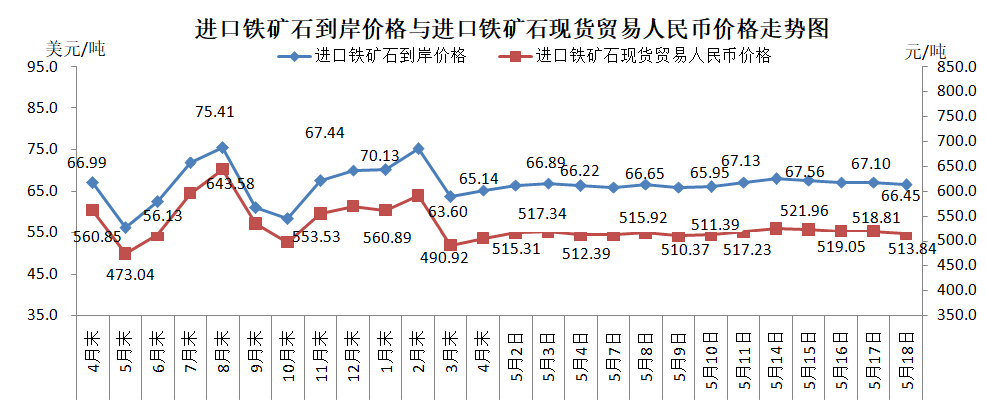 进口铁矿石到岸价格与进口铁矿石现货贸易人民币价格走势图
美元/吨
元/吨
进口铁矿石到岸价格
进口铁矿石现货贸易人民币价格
95.0
85.0
75.0
65.0
55.0
45.0
35.0
850.0
800.0
750.0
700.0
650.0
600.0
550.0
500.0
450.0
400.0
350.0
66.99
56.13
75.41
67.44
70.13
63.60
65.14
66.89
66.22
66.65
65.95
67.13
67.56
67.10
66.45
560.85
473.04
643.58
553.53
560.89
490.92
515.31
517.34
512.39
515.92
510.37
511.39
517.23
521.96
519.05
518.81
513.84
4月末
5月末
6月末
7月末
8月末
9月末
10月末
11月末
12月末
1月末
2月末
3月末
4月末
5月2日
5月3日
5月4日
5月7日
5月8日
5月9日
5月10日
5月11日
5月14日
5月15日
5月16日
5月17日
5月18日